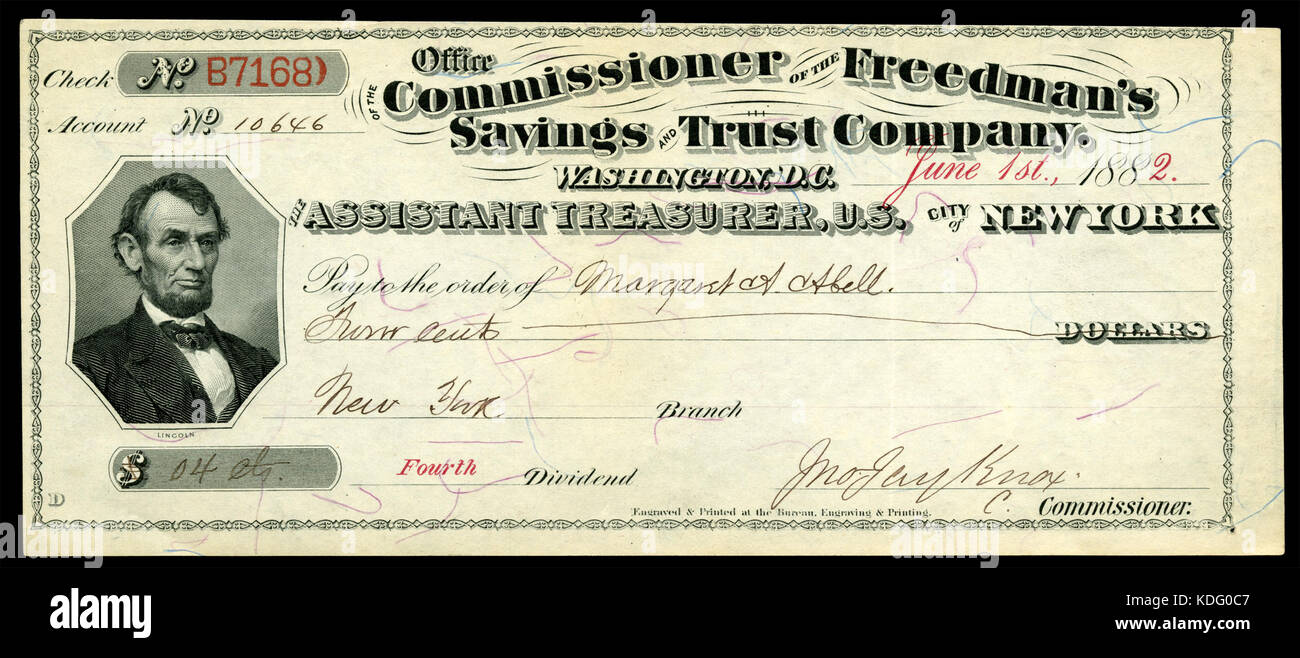 Check No. B7168)
Account No. 10646
Office
OF THE Commissioner OF THE Freedman's
Savings AND Trust Company.
WASHINGTON, D.C. June 1st., 1882.
THE ASSISTANT TREASURER, U.S. CITY of NEW YORK
Pay to the order of Margaret A. Abell.
Four cents DOLLARS
New York Branch
LINCOLN
$ 04 cts.
Fourth Dividend
Jno Jay Knox
C. Commissioner.
D
Engraved & Printed at the Bureau, Engraving & Printing.
a alamy stock photo
alamy
a
a
KDG0C7
www.alamy.com